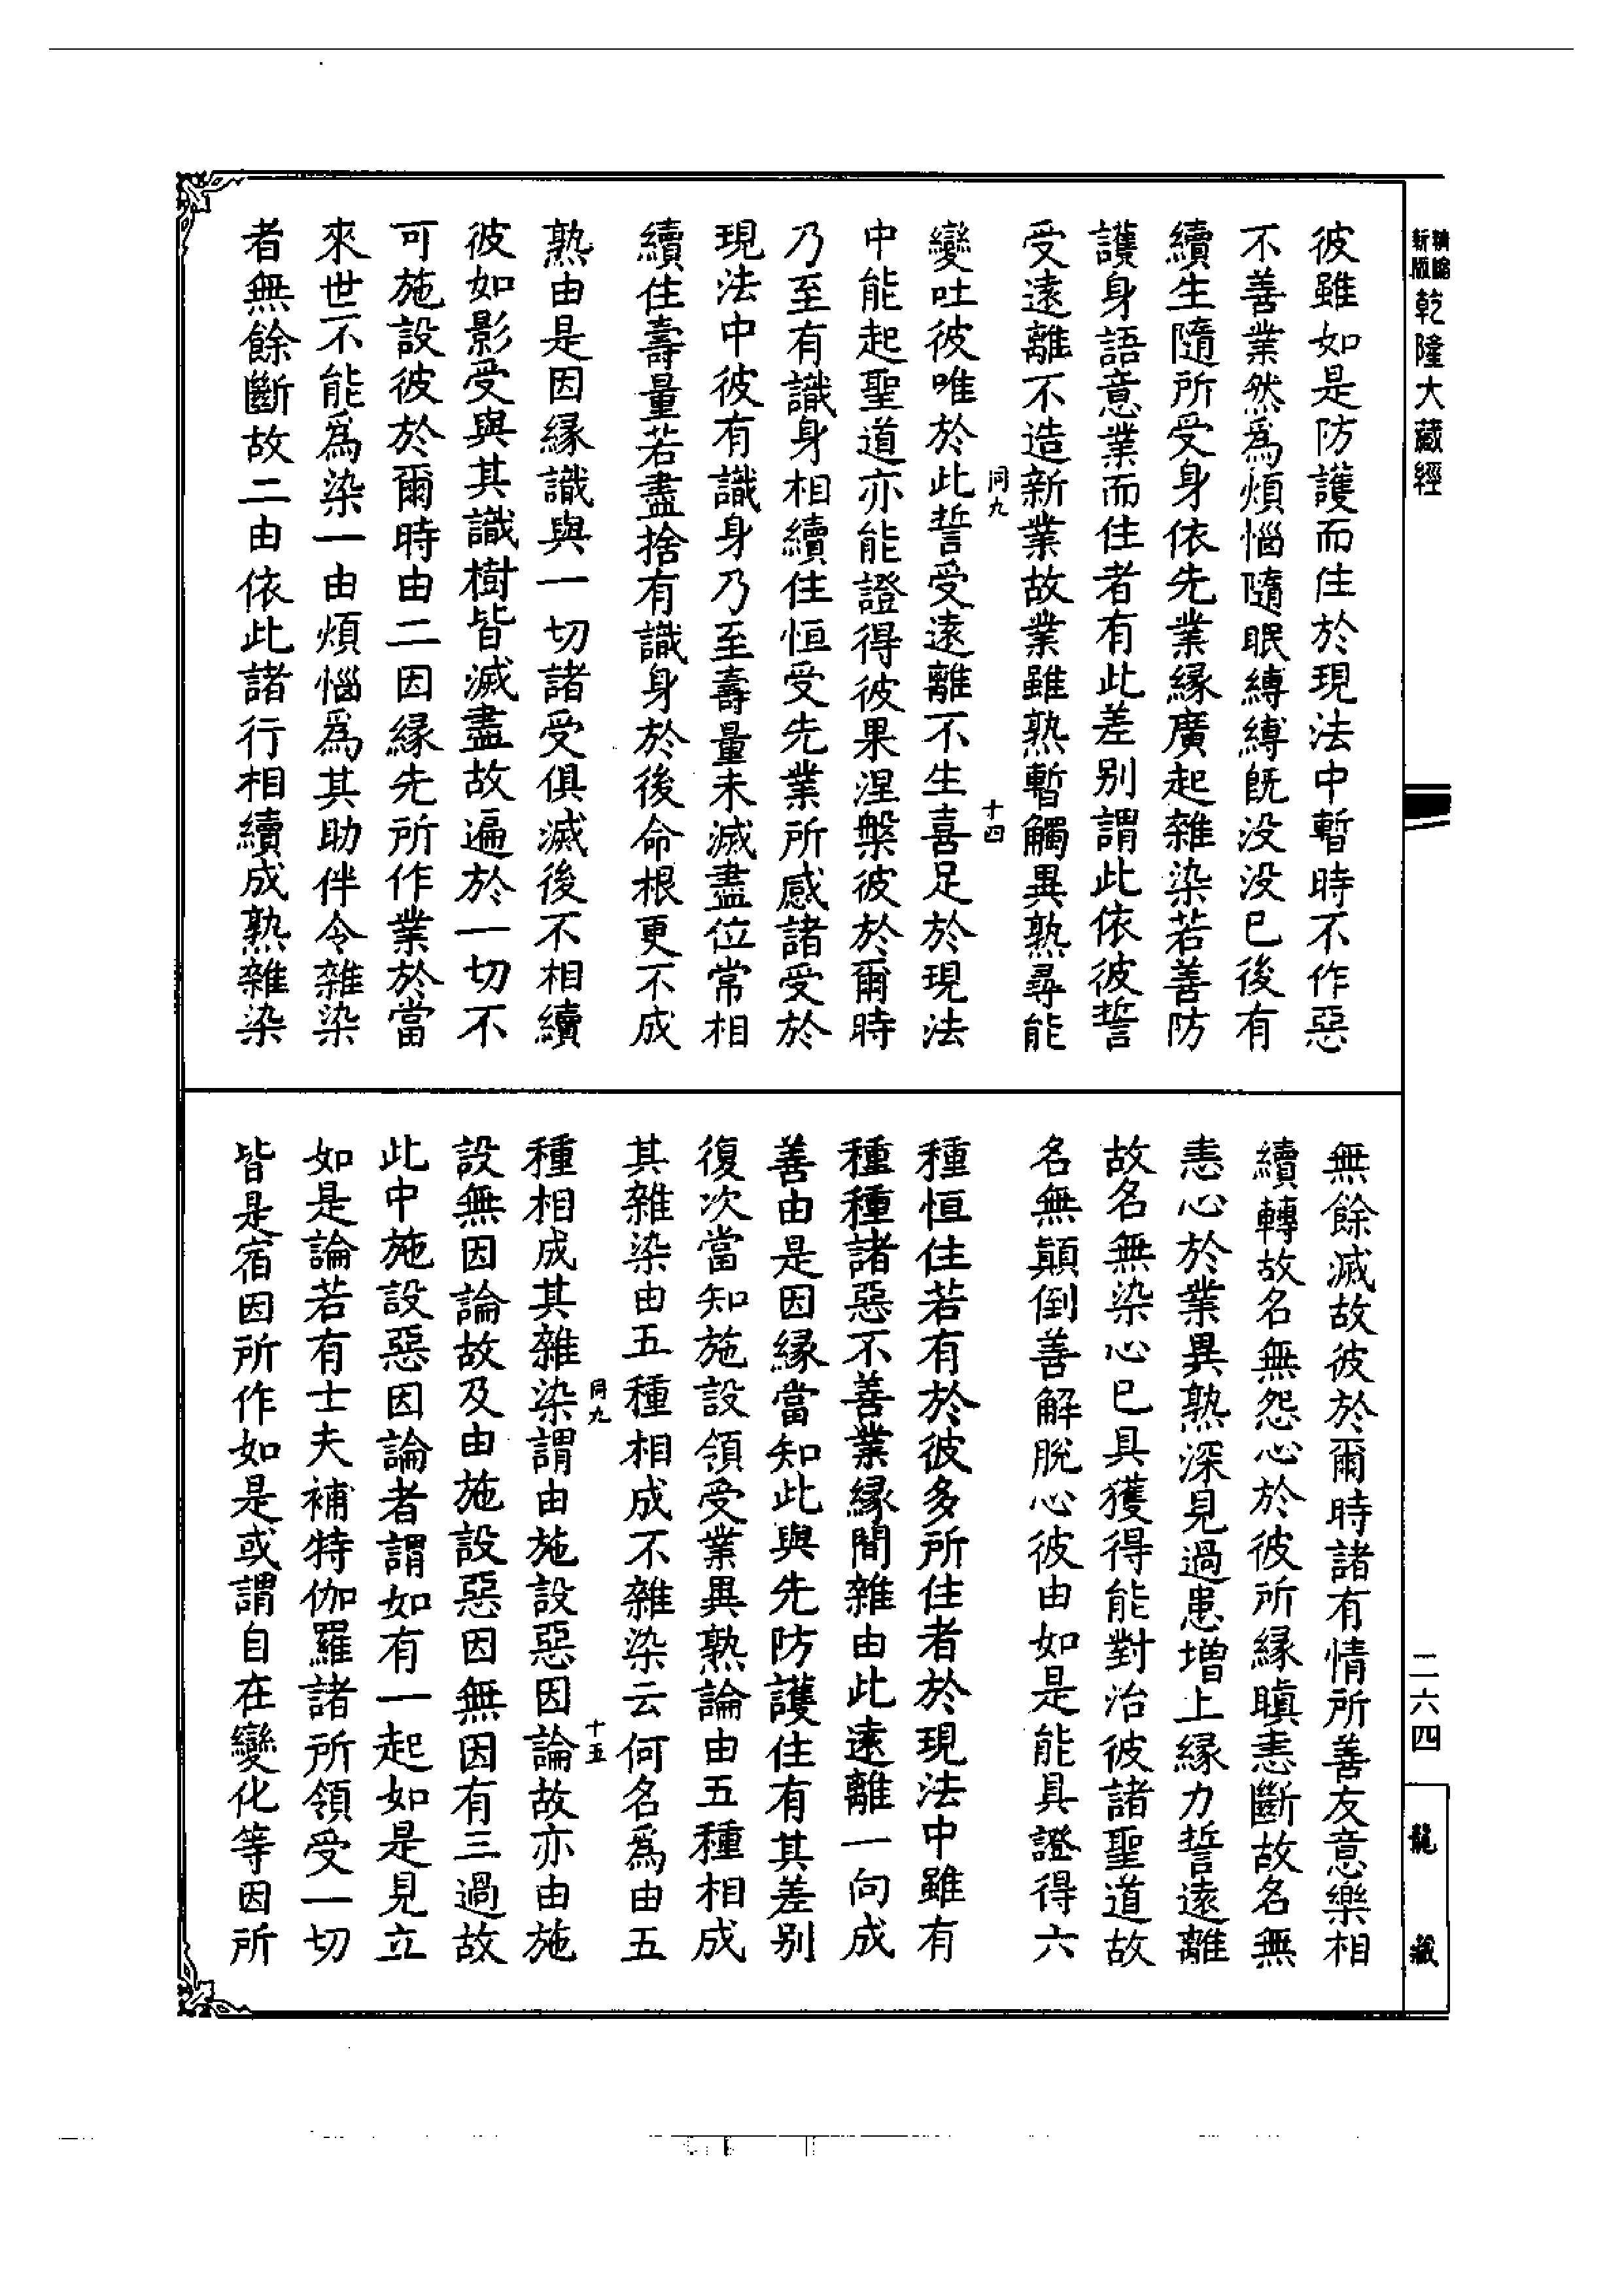 新版
精縮
乾隆大藏經
彼雖如是防護而住於現法中暫時不作惡
不善業然爲煩惱隨眠縛縛旣没没已後有
續生隨所受身依先業緣廣起雜染若善防
護身語意業而住者有此差别謂此依彼誓
受遠離不造新業故業雖熟暫觸異熟尋能
同九
十四
變吐彼唯於此誓受遠離不生喜足於現法
中能起聖道亦能證得彼果涅槃彼於爾時
乃至有識身相續住恒受先業所感諸受於
現法中彼有識身乃至壽量未滅盡位常相
續住壽量若盡捨有識身於後命根更不成
熟由是因緣識與一切諸受俱滅後不相續
彼如影受與其識樹皆滅盡故遍於一切不
可施設彼於爾時由二因緣先所作業於當
來世不能爲染一由煩惱爲其助伴令雜染
者無餘斷故二由依此諸行相續成熟雜染
無餘滅故彼於爾時諸有情所善友意樂相
續轉故名無怨心於彼所緣瞋恚斷故名無
恚心於業異熟深見過患增上緣力誓遠離
故名無染心已具獲得能對治彼諸聖道故
名無顚倒善解脫心彼由如是能具證得六
種恒住若有於彼多所住者於現法中雖有
種種諸惡不善業緣間雜由此遠離一向成
善由是因緣當知此與先防護住有其差别
復次當知施設領受業異熟論由五種相成
其雜染由五種相成不雜染云何名爲由五
同九
十五
種相成其雜染謂由施設惡因論故亦由施
設無因論故及由施設惡因無因有三過故
此中施設惡因論者謂如有一起如是見立
如是論若有士夫補特伽羅諸所領受一切
皆是宿因所作如是或謂自在變化等因所
二六四
龍藏